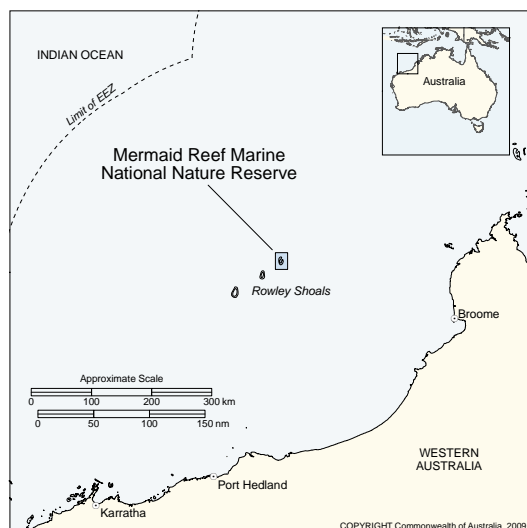 INDIAN OCEAN
Limit of EEZ
Australia
Mermaid Reef Marine
National Nature Reserve
Rowley Shoals
Broome
Approximate Scale
0 100 200 300 km
0 50 100 150 nm
WESTERN
AUSTRALIA
Port Hedland
Karratha
COPYRIGHT Commonwealth of Australia, 2009